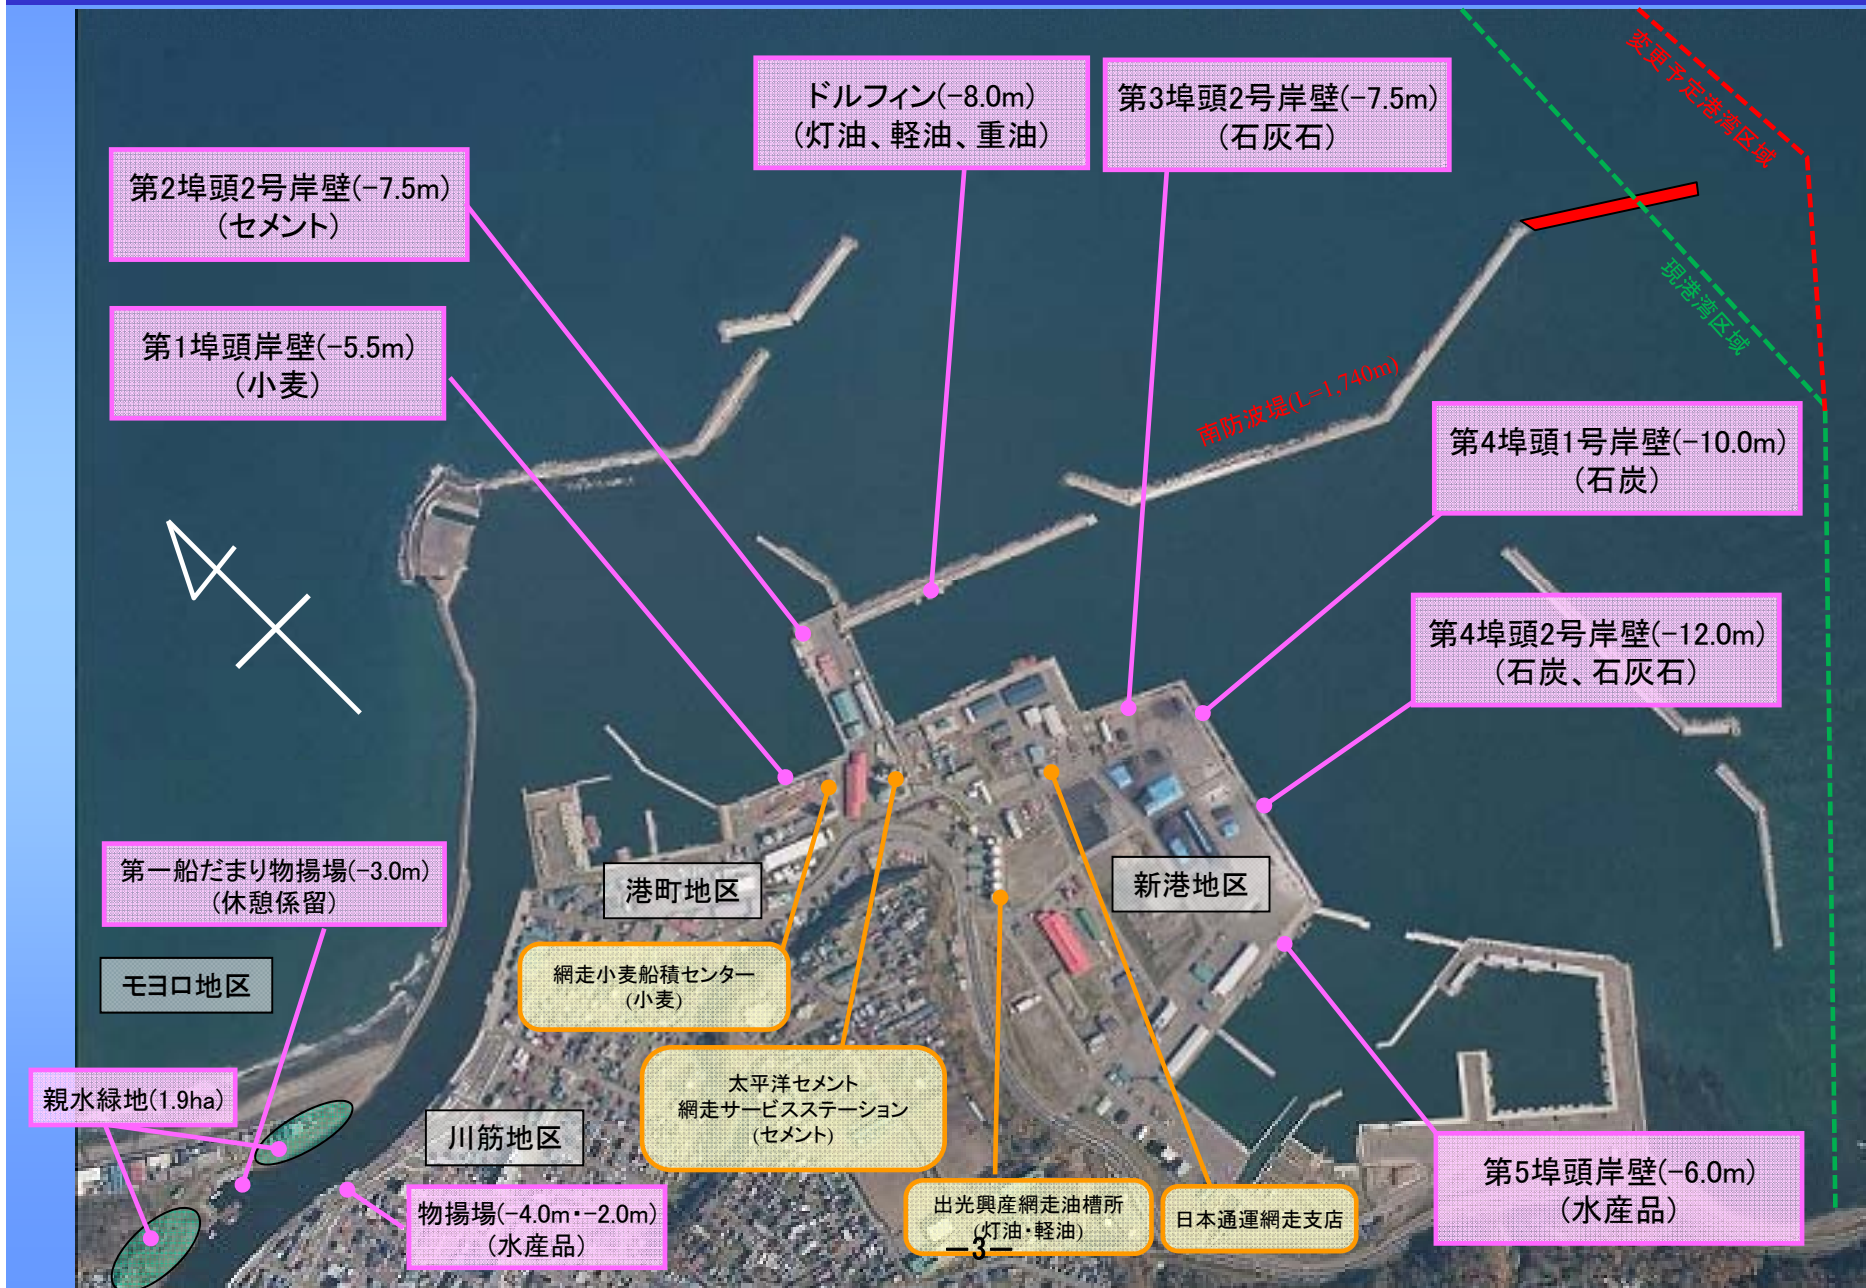 ドルフィン(-8.0m)
(灯油、軽油、重油)
第3埠頭2号岸壁(-7.5m)
(石灰石)
変更予定港湾区域
第2埠頭2号岸壁(-7.5m)
(セメント)
現港湾区域
第1埠頭岸壁(-5.5m)
(小麦)
南防波堤(L=1,740m)
第4埠頭1号岸壁(-10.0m)
(石炭)
第4埠頭2号岸壁(-12.0m)
(石炭、石灰石)
第一船だまり物揚場(-3.0m)
(休憩係留)
港町地区
新港地区
網走小麦船積センター
(小麦)
モヨロ地区
太平洋セメント
網走サービスステーション
(セメント)
親水緑地(1.9ha)
川筋地区
物揚場(-4.0m・-2.0m)
(水産品)
出光興産網走油槽所
(灯油・軽油)
日本通運網走支店
第5埠頭岸壁(-6.0m)
(水産品)
-3-